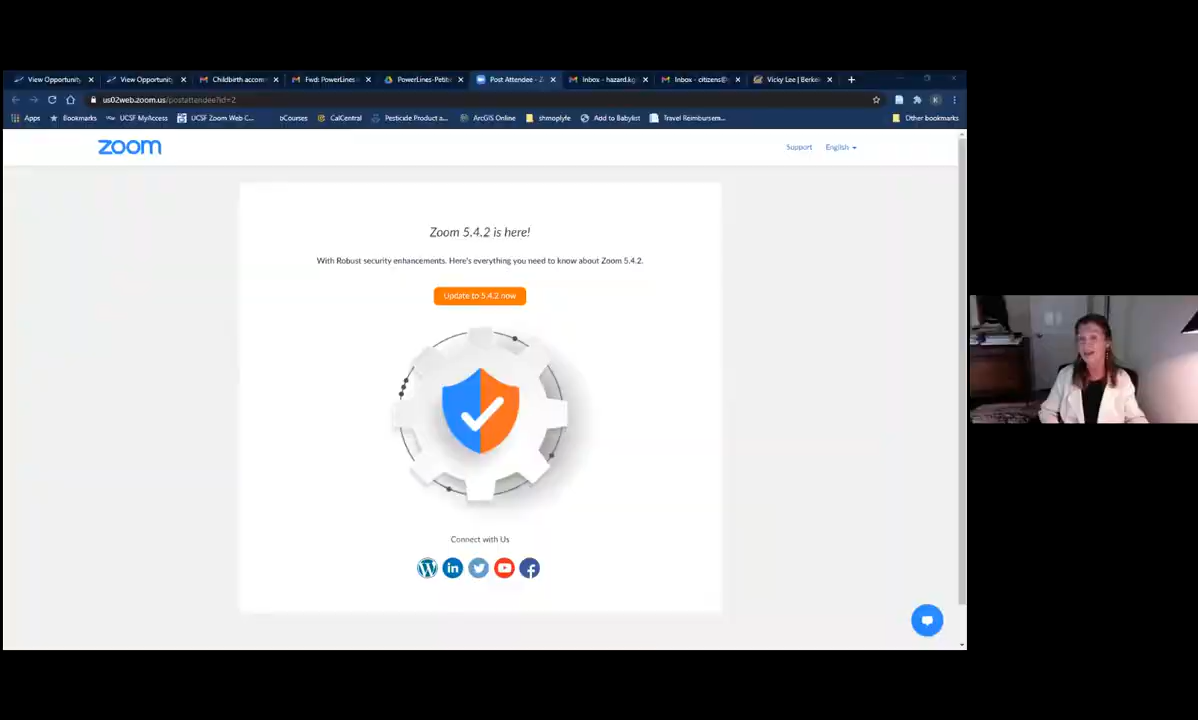 View Opportunity
View Opportunity
Childbirth accom
Fwd: PowerLines
PowerLines-Petiti
Post Attendee - Z
Inbox - hazard.kg
Inbox - citizens@
Vicky Lee | Berke
us02web.zoom.us/postattendee?id=2
K
Apps
Bookmarks
UCSF MyAccess
UCSF Zoom Web C...
bCourses
CalCentral
Pesticide Product a...
ArcGIS Online
shmoplyfe
Add to Babylist
Travel Reimbursem...
Other bookmarks
zoom
Support
English
Zoom 5.4.2 is here!
With Robust security enhancements. Here's everything you need to know about Zoom 5.4.2.
Update to 5.4.2 now
Connect with Us